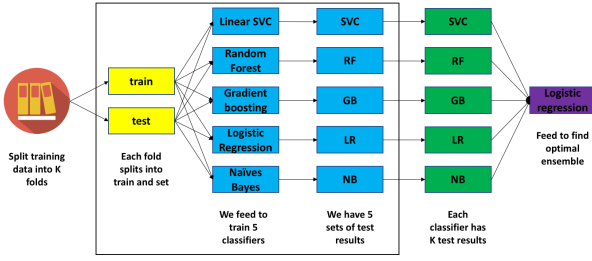 Linear SVC
SVC
SVC
Random
Forest
RF
RF
train
test
Gradient
boosting
GB
GB
Logistic
regression
Logistic
Regression
LR
LR
Naïves
Bayes
NB
NB
Split training
data into K
folds
Each fold
splits into
train and set
We feed to
train 5
classifiers
We have 5
sets of test
results
Each
classifier has
K test results
Feed to find
optimal
ensemble